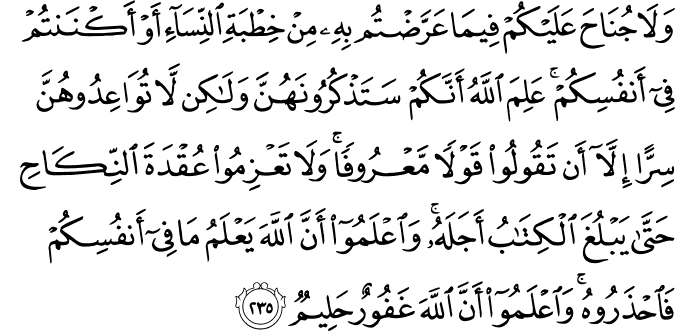 وَلَا جُنَاحَ عَلَيْكُمْ فِيمَا عَرَّضْتُم بِهِۦ مِنْ خِطْبَةِ ٱلنِّسَآءِ أَوْ أَكْنَنتُمْ
فِىٓ أَنفُسِكُمْ ۚ عَلِمَ ٱللَّهُ أَنَّكُمْ سَتَذْكُرُونَهُنَّ وَلَـٰكِن لَّا تُوَاعِدُوهُنَّ
سِرًّا إِلَّآ أَن تَقُولُوا۟ قَوْلًا مَّعْرُوفًا ۚ وَلَا تَعْزِمُوا۟ عُقْدَةَ ٱلنِّكَاحِ
حَتَّىٰ يَبْلُغَ ٱلْكِتَـٰبُ أَجَلَهُۥ ۚ وَٱعْلَمُوٓا۟ أَنَّ ٱللَّهَ يَعْلَمُ مَا فِىٓ أَنفُسِكُمْ
فَٱحْذَرُوهُ ۚ وَٱعْلَمُوٓا۟ أَنَّ ٱللَّهَ غَفُورٌ حَلِيمٌ ٢٣٥